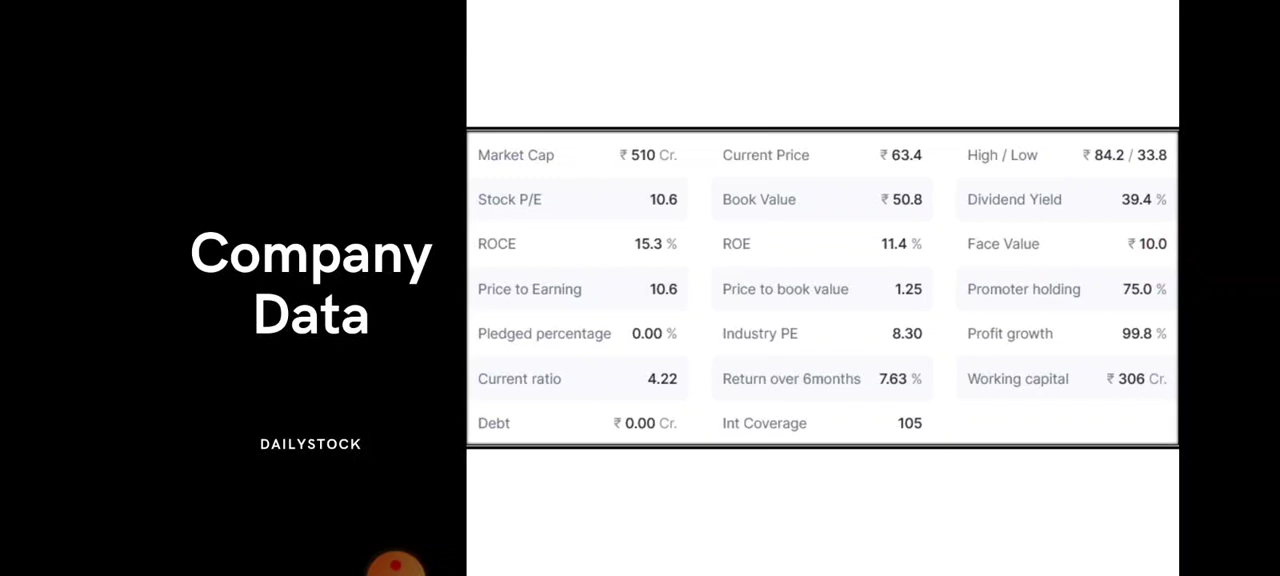 Company
Data
DAILYSTOCK
Market Cap ₹ 510 Cr. Current Price ₹ 63.4 High / Low ₹ 84.2 / 33.8
Stock P/E 10.6 Book Value ₹ 50.8 Dividend Yield 39.4 %
ROCE 15.3 % ROE 11.4 % Face Value ₹ 10.0
Price to Earning 10.6 Price to book value 1.25 Promoter holding 75.0 %
Pledged percentage 0.00 % Industry PE 8.30 Profit growth 99.8 %
Current ratio 4.22 Return over 6months 7.63 % Working capital ₹ 306 Cr.
Debt ₹ 0.00 Cr. Int Coverage 105